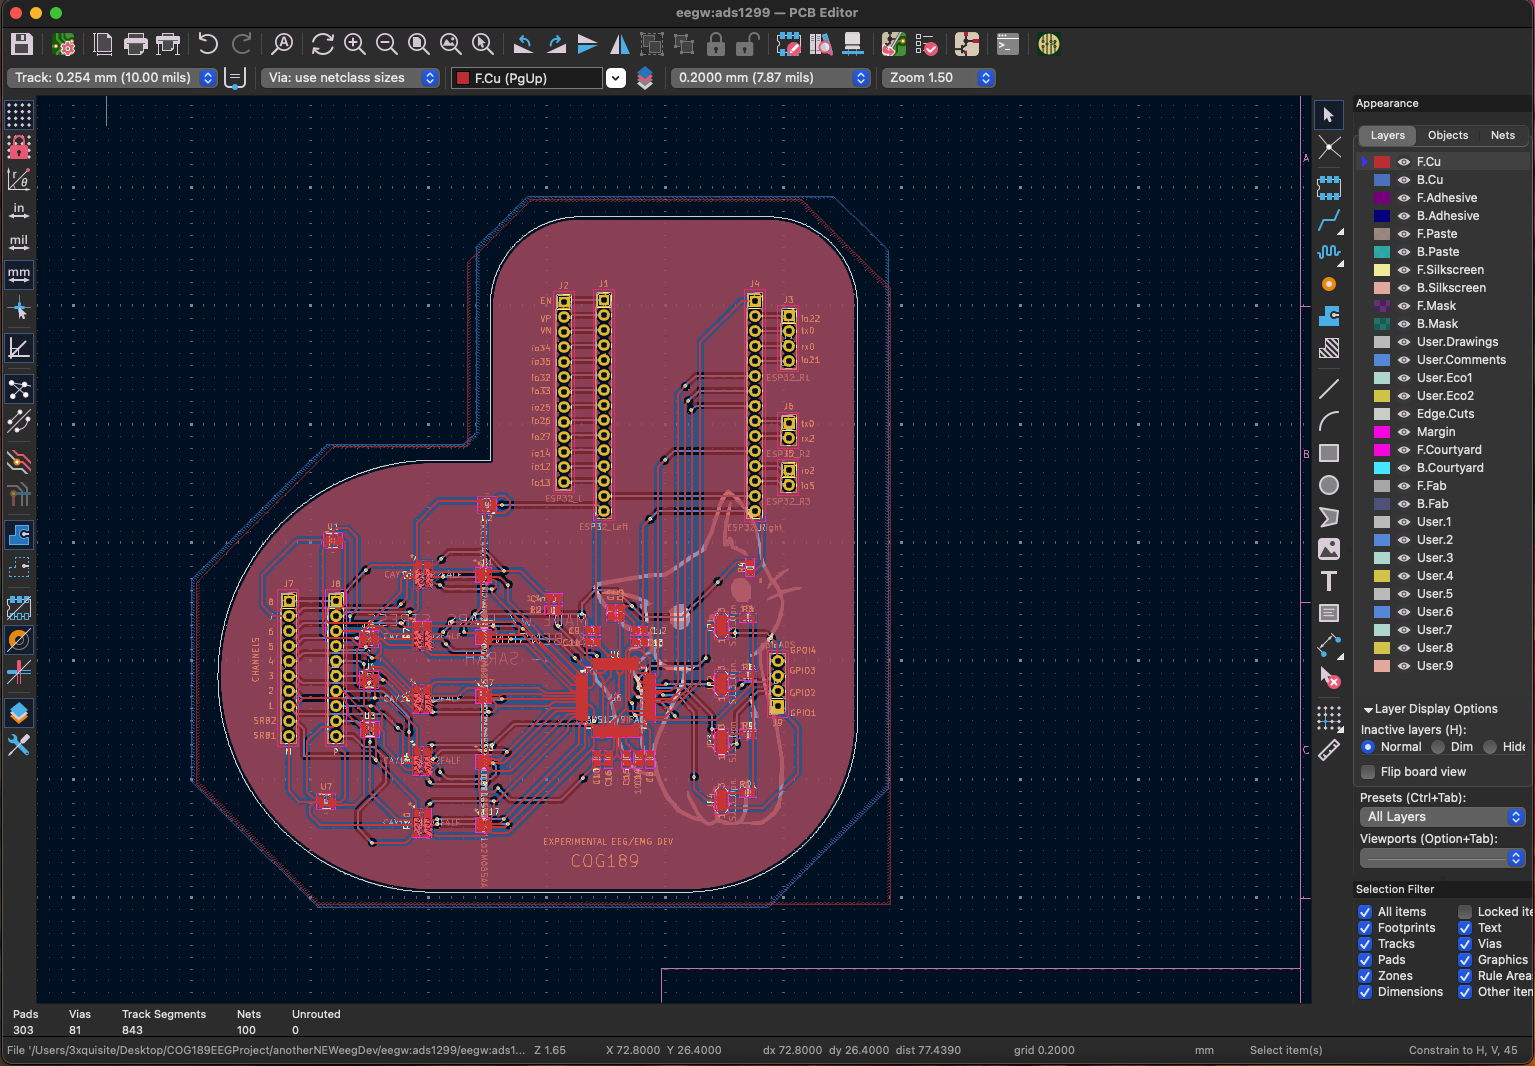 eegw:ads1299 — PCB Editor
Track: 0.254 mm (10.00 mils)
Via: use netclass sizes
F.Cu (PgUp)
0.2000 mm (7.87 mils)
Zoom 1.50
in
mil
mm
A
B
C
J2
J1
J4
J3
EN
VP
VN
io34
io35
io32
io33
io25
io26
io27
io14
io12
io13
ESP32_L
ESP32_Left
io22
tx0
rx0
io21
ESP32_R1
J6
tx0
rx2
ESP32_R2
J5
io2
io5
ESP32_R3
ESP32_Right
J7
J8
8
7
6
5
4
3
2
1
SRB2
SRB1
CHANNELS
U7
GPIO4
GPIO3
GPIO2
GPIO1
J9
EXPERIMENTAL EEG/EMG DEV
COG189
Appearance
Layers
Objects
Nets
F.Cu
B.Cu
F.Adhesive
B.Adhesive
F.Paste
B.Paste
F.Silkscreen
B.Silkscreen
F.Mask
B.Mask
User.Drawings
User.Comments
User.Eco1
User.Eco2
Edge.Cuts
Margin
F.Courtyard
B.Courtyard
F.Fab
B.Fab
User.1
User.2
User.3
User.4
User.5
User.6
User.7
User.8
User.9
Layer Display Options
Inactive layers (H):
Normal Dim Hide
Flip board view
Presets (Ctrl+Tab):
All Layers
Viewports (Option+Tab):
Selection Filter
All items Locked ite
Footprints Text
Tracks Vias
Pads Graphics
Zones Rule Area
Dimensions Other item
Pads Vias Track Segments Nets Unrouted
303 81 843 100 0
File '/Users/3xquisite/Desktop/COG189EEGProject/anotherNEWeegDev/eegw:ads1299/eegw:ads1...
Z 1.65
X 72.8000 Y 26.4000
dx 72.8000 dy 26.4000 dist 77.4390
grid 0.2000
mm
Select item(s)
Constrain to H, V, 45